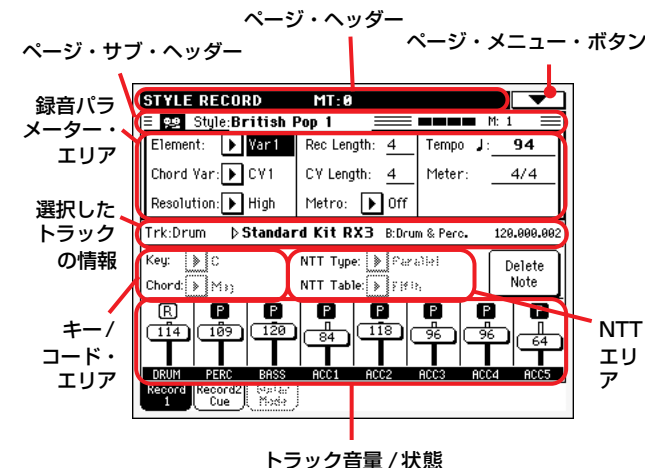 ページ・ヘッダー
ページ・サブ・ヘッダー
ページ・メニュー・ボタン
STYLE RECORD MT:0
Style:British Pop 1 M: 1
録音パラ
メーター・
エリア
Element: Var1 Rec Length: 4 Tempo ♩: 94
Chord Var: CV1 CV Length: 4 Meter: 4/4
Resolution: High Metro: Off
選択した
トラック
の情報
Trk:Drum Standard Kit RX3 B:Drum & Perc. 120.000.002
Key: C NTT Type: Parallel Delete
Note
Chord: Maj NTT Table: Fifth
キー/
コード・
エリア
NTT
エリ
ア
R P P P P P P P
114 109 120 84 118 96 96 64
DRUM PERC BASS ACC1 ACC2 ACC3 ACC4 ACC5
Record
1
Record2
Cue
Guitar
Mode
トラック音量 / 状態